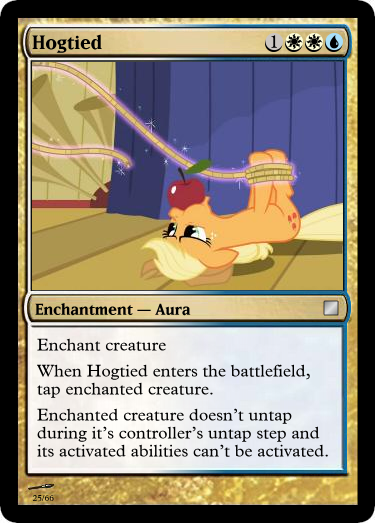 Hogtied 1
Enchantment — Aura
Enchant creature
When Hogtied enters the battlefield,
tap enchanted creature.
Enchanted creature doesn't untap
during it's controller's untap step and
its activated abilities can't be activated.
25/66